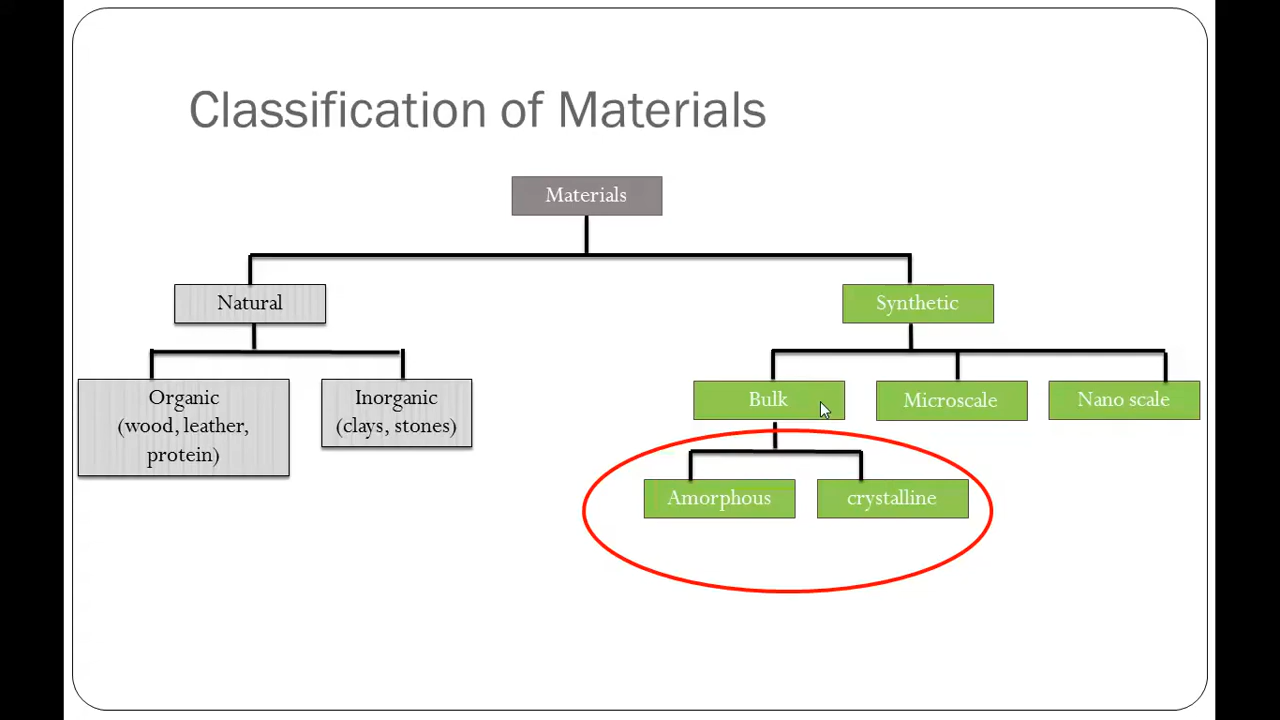 Classification of Materials
Materials
Natural
Synthetic
Organic
(wood, leather,
protein)
Inorganic
(clays, stones)
Bulk
Microscale
Nano scale
Amorphous
crystalline